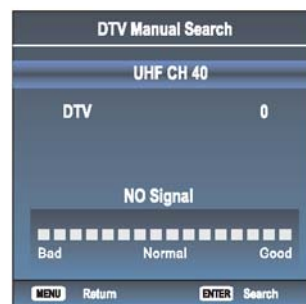 DTV Manual Search
UHF CH 40
DTV 0
NO Signal
Bad Normal Good
MENU Return ENTER Search